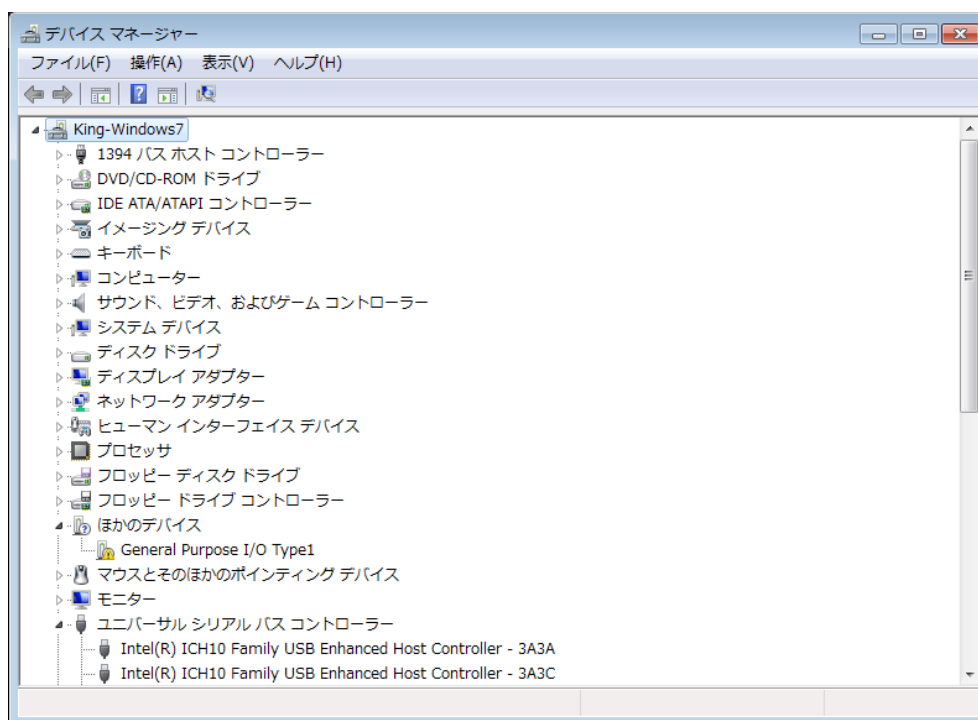 デバイス マネージャー
ファイル(F) 操作(A) 表示(V) ヘルプ(H)
King-Windows7
1394 バス ホスト コントローラー
DVD/CD-ROM ドライブ
IDE ATA/ATAPI コントローラー
イメージング デバイス
キーボード
コンピューター
サウンド、ビデオ、およびゲーム コントローラー
システム デバイス
ディスク ドライブ
ディスプレイ アダプター
ネットワーク アダプター
ヒューマン インターフェイス デバイス
プロセッサ
フロッピー ディスク ドライブ
フロッピー ドライブ コントローラー
ほかのデバイス
General Purpose I/O Type1
マウスとそのほかのポインティング デバイス
モニター
ユニバーサル シリアル バス コントローラー
Intel(R) ICH10 Family USB Enhanced Host Controller - 3A3A
Intel(R) ICH10 Family USB Enhanced Host Controller - 3A3C